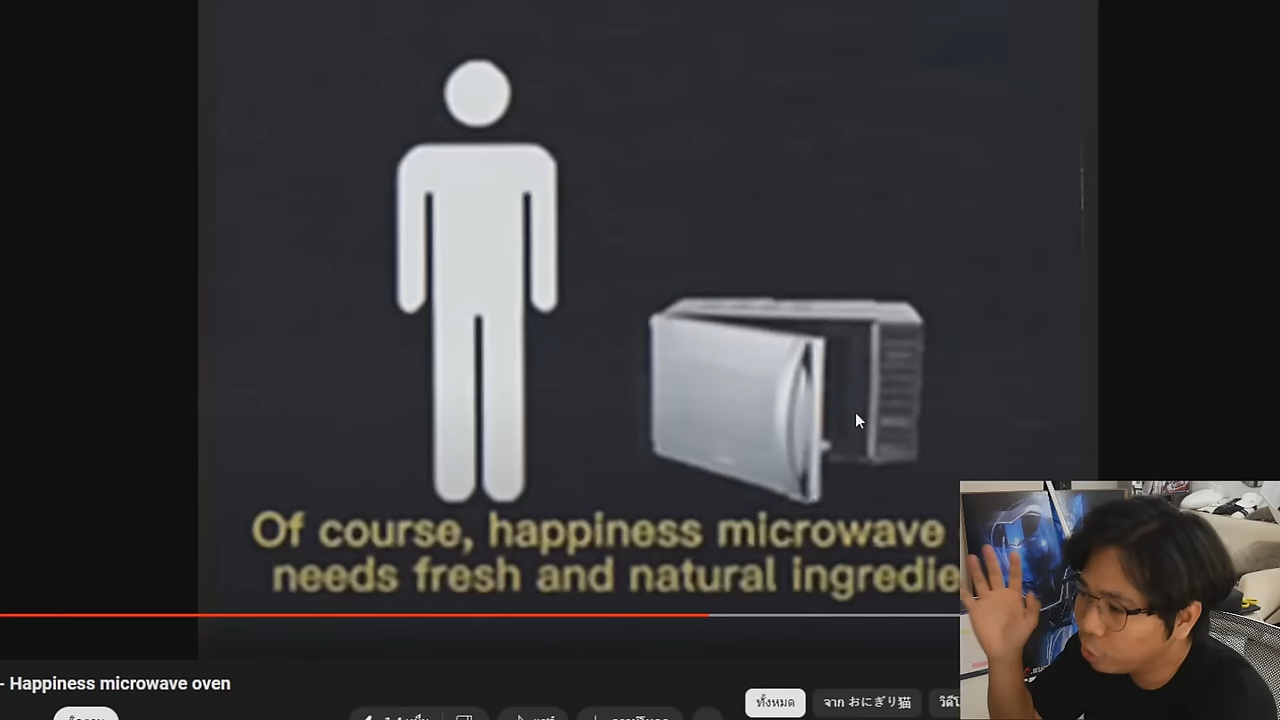 Of course, happiness microwave
needs fresh and natural
- Happiness microwave oven
ทั้งหมด
จาก おにぎり猫